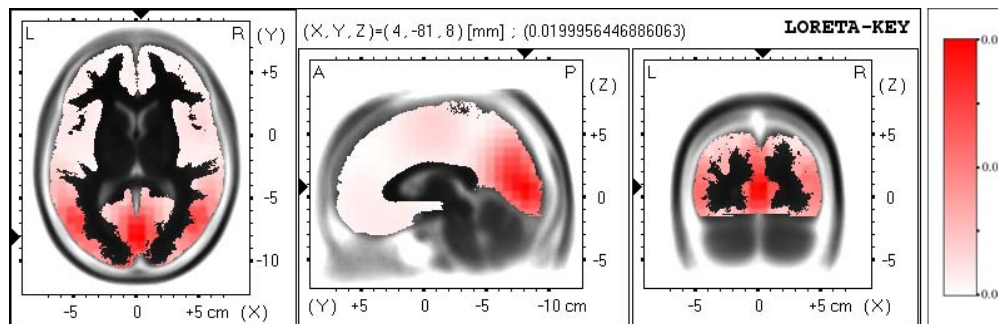 (X,Y,Z)=(4,-81,8)[mm] ; (0.0199956446886063) LORETA-KEY
L R (Y)
+5
0
-5
-10
-5 0 +5 cm (X)
A P (Z)
+5
0
-5
(Y) +5 0 -5 -10 cm
L R (Z)
+5
0
-5
-5 0 +5 cm (X)